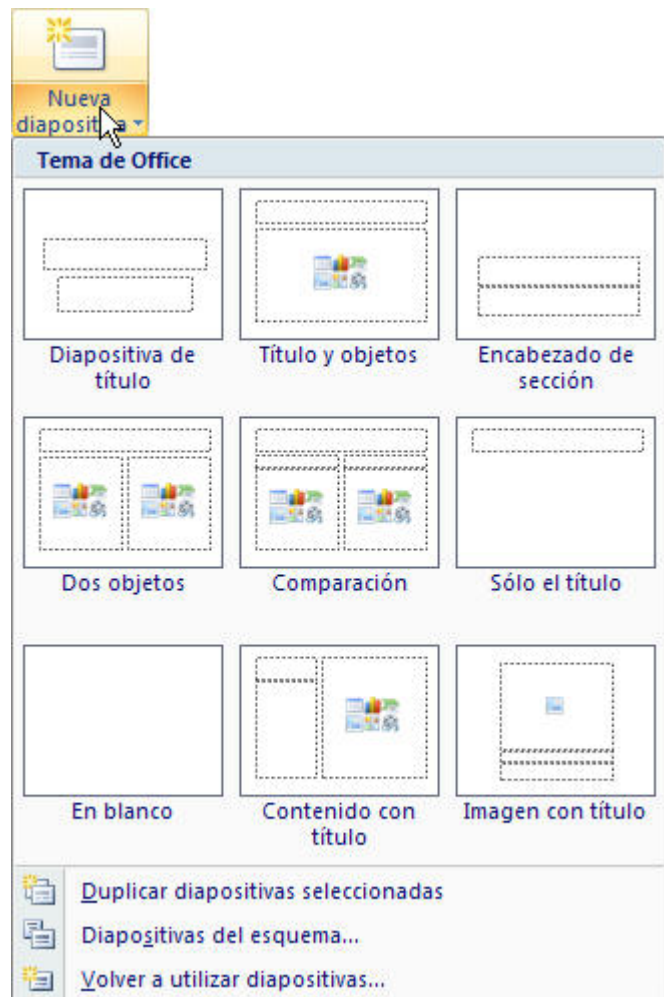 Nueva
Tema de Office
Diapositiva de
título
Título y objetos
Encabezado de
sección
Dos objetos
Comparación
Sólo el título
En blanco
Contenido con
título
Imagen con título
Duplicar diapositivas seleccionadas
Diapositivas del esquema...
Volver a utilizar diapositivas...